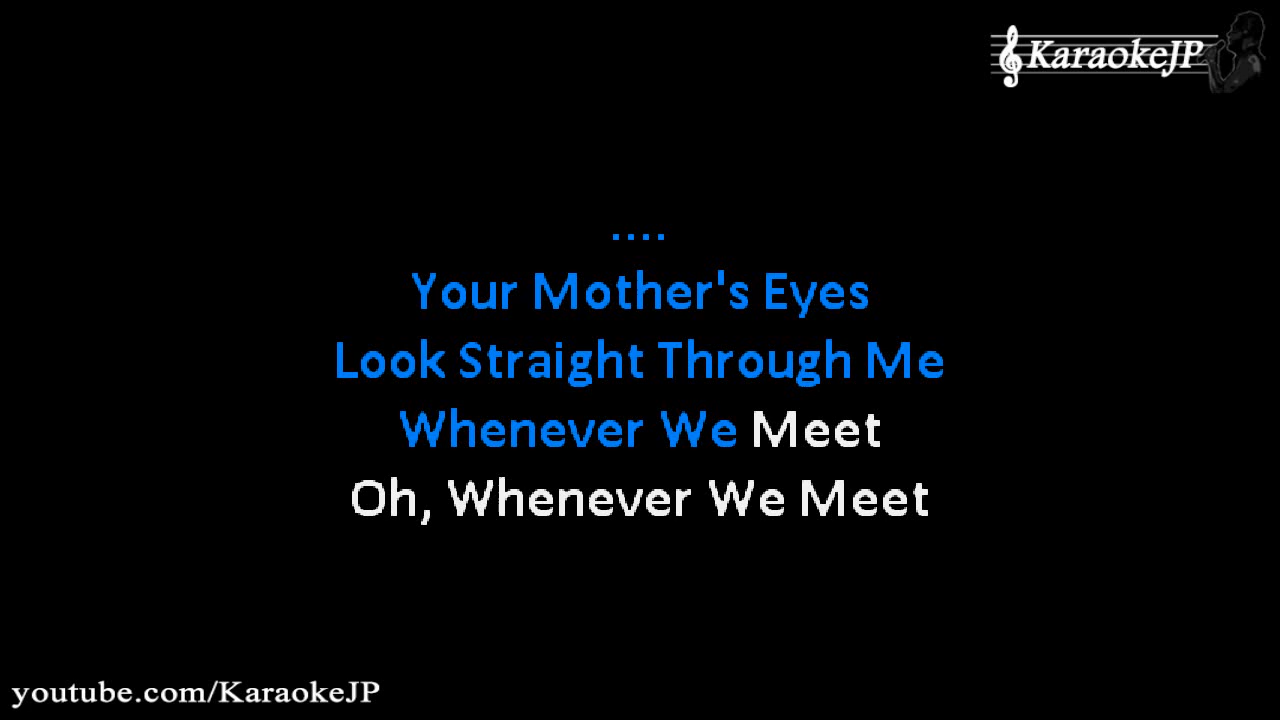 KaraokeJP
....
Your Mother's Eyes
Look Straight Through Me
Whenever We Meet
Oh, Whenever We Meet
youtube.com/KaraokeJP